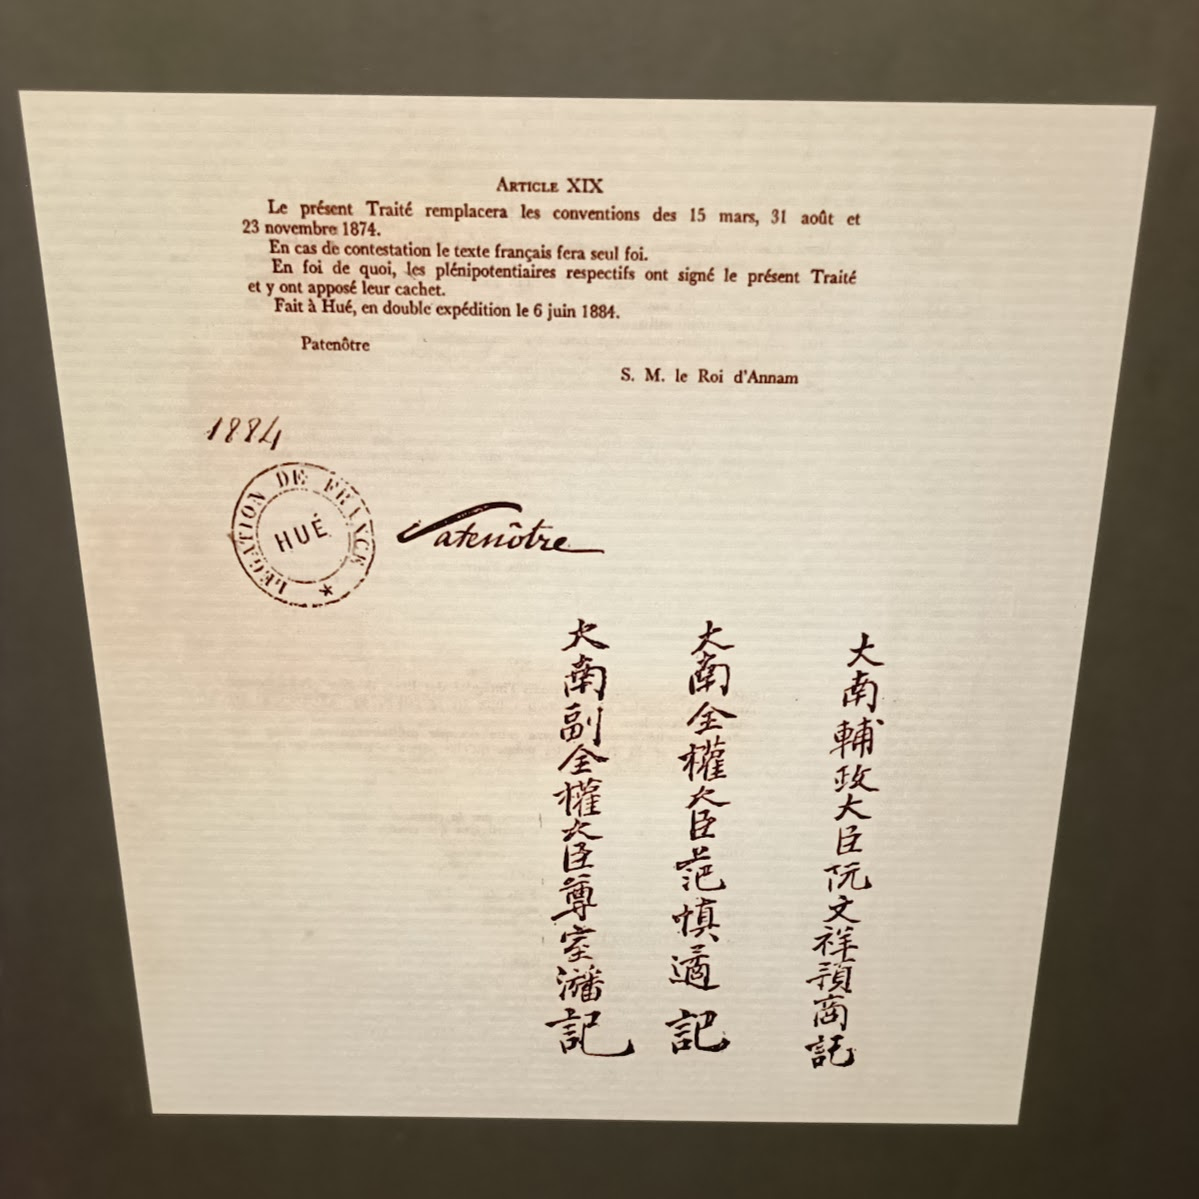 ARTICLE XIX
Le présent Traité remplacera les conventions des 15 mars, 31 août et
23 novembre 1874.
En cas de contestation le texte français fera seul foi.
En foi de quoi, les plénipotentiaires respectifs ont signé le présent Traité
et y ont apposé leur cachet.
Fait à Hué, en double expédition le 6 juin 1884.
Patenôtre
S. M. le Roi d'Annam
1884
LÉGATION DE FRANCE
HUÉ
Patenôtre
大南輔政大臣阮文祥預商記
大南全權大臣范慎遹記
大南副全權大臣尊室濐記